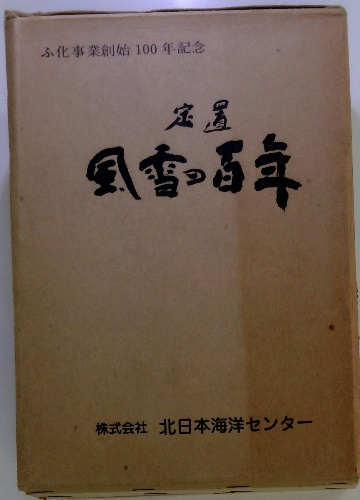 ふ化事業創始100年記念
定置
風雪の百年
株式会社 北日本海洋センター